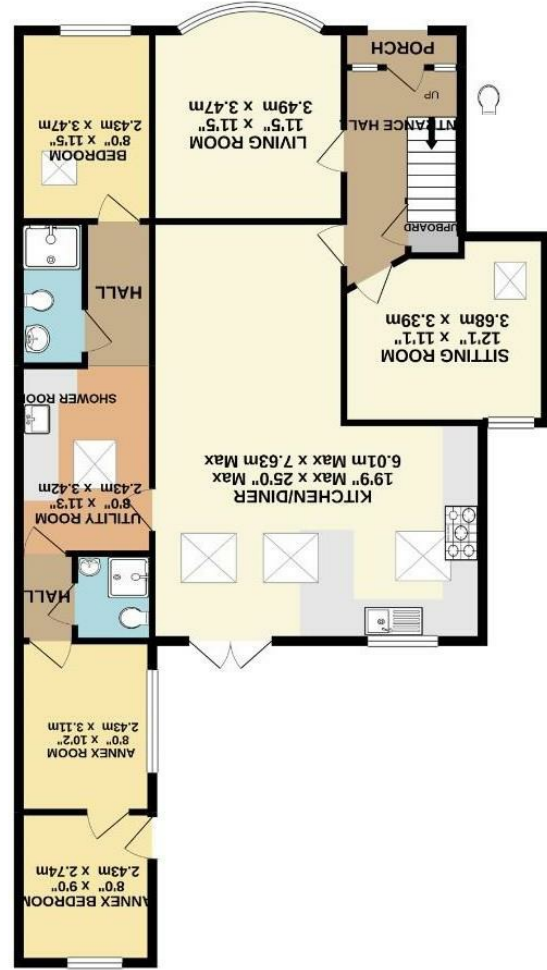 ANNEX BEDROOM
8'0" x 9'0"
2.43m x 2.74m
ANNEX ROOM
8'0" x 10'2"
2.43m x 3.11m
HALL
KITCHEN/DINER
19'9" Max x 25'0 Max
6.01m Max x 7.63m Max
UTILITY ROOM
8'0" x 11'3"
2.43m x 3.42m
SHOWER ROOM
SITTING ROOM
12'1" x 11'1"
3.68m x 3.39m
HALL
UPBOARD
NTRANCE HALL
UP
LIVING ROOM
11'5" x 11'5"
3.49m x 3.47m
BEDROOM
8'0" x 11'5"
2.43m x 3.47m
PORCH